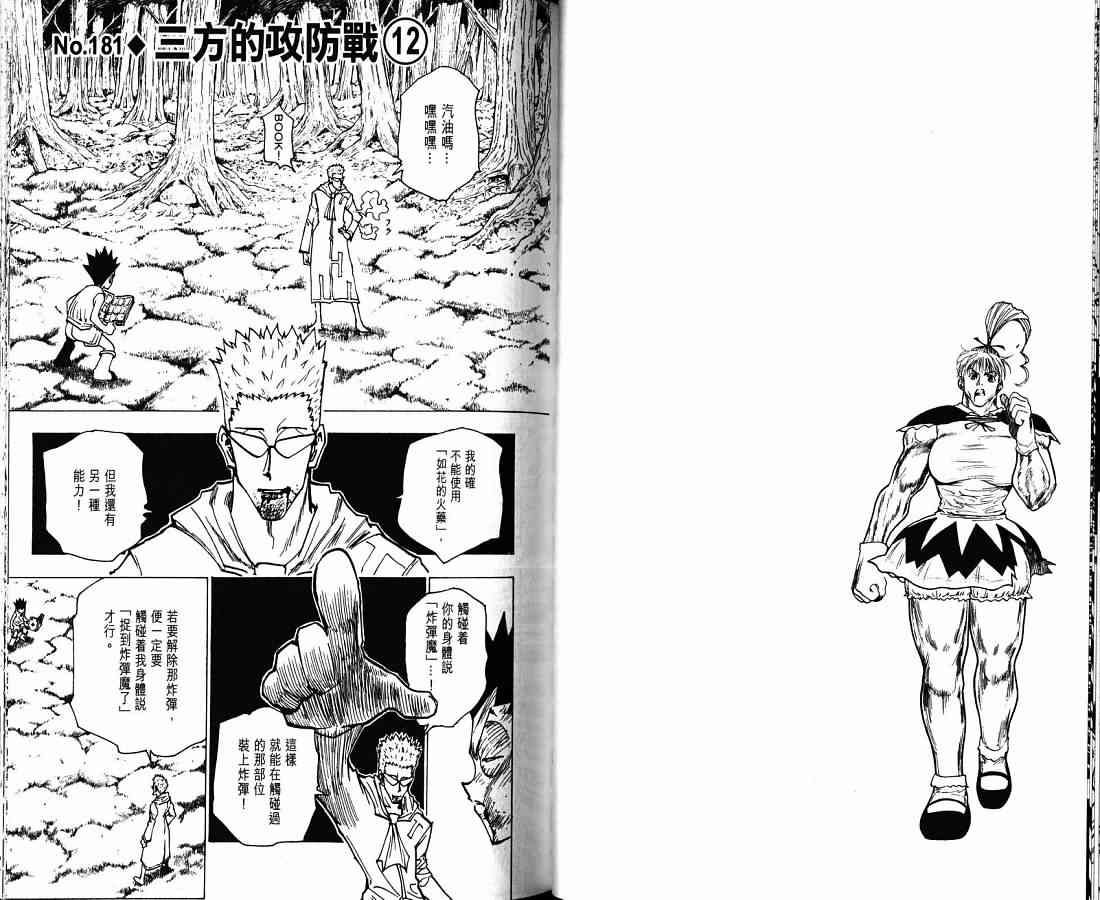 No.181◆三方的攻防戰⑫
汽油嗎…
嘿嘿嘿…
BOOK─
我的確
不能使用
「如花的火藥」,
但我還有
另一種
能力！
觸碰着
你的身體說
「炸彈魔」…！
這樣
就能在觸碰過
的那部位
裝上炸彈！
若要解除那炸彈,
便一定要
觸碰着我身體說
「捉到炸彈魔了」
才行。